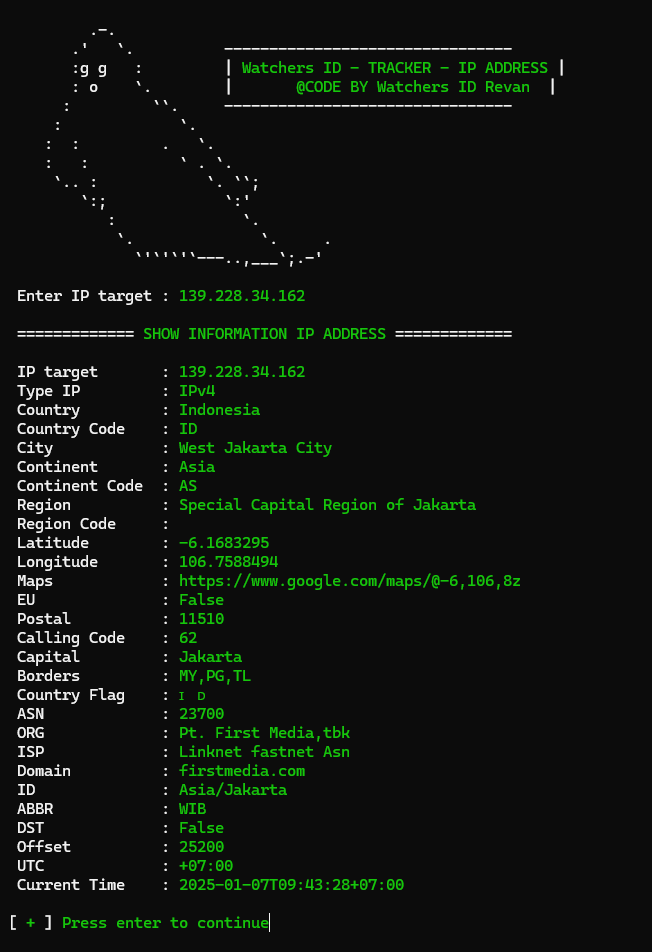 Watchers ID - TRACKER - IP ADDRESS
@CODE BY Watchers ID Revan
:g g :
: o
Enter IP target : 139.228.34.162
============= SHOW INFORMATION IP ADDRESS =============
IP target : 139.228.34.162
Type IP : IPv4
Country : Indonesia
Country Code : ID
City : West Jakarta City
Continent : Asia
Continent Code : AS
Region : Special Capital Region of Jakarta
Region Code :
Latitude : -6.1683295
Longitude : 106.7588494
Maps : https://www.google.com/maps/@-6,106,8z
EU : False
Postal : 11510
Calling Code : 62
Capital : Jakarta
Borders : MY,PG,TL
Country Flag : I D
ASN : 23700
ORG : Pt. First Media,tbk
ISP : Linknet fastnet Asn
Domain : firstmedia.com
ID : Asia/Jakarta
ABBR : WIB
DST : False
Offset : 25200
UTC : +07:00
Current Time : 2025-01-07T09:43:28+07:00
[ + ] Press enter to continue